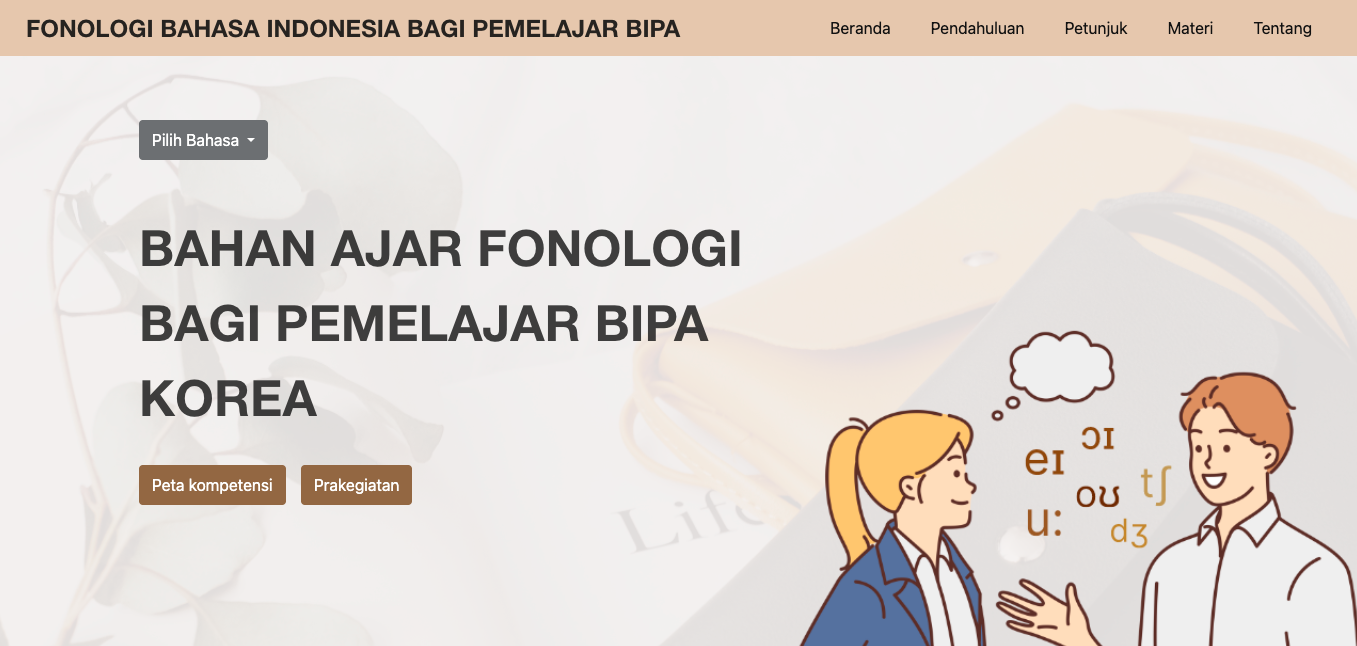 FONOLOGI BAHASA INDONESIA BAGI PEMELAJAR BIPA
Beranda Pendahuluan Petunjuk Materi Tentang
Pilih Bahasa
BAHAN AJAR FONOLOGI
BAGI PEMELAJAR BIPA
KOREA
Peta kompetensi Prakegiatan
ɔɪ
eɪ
oʊ tʃ
u:
dʒ
Life